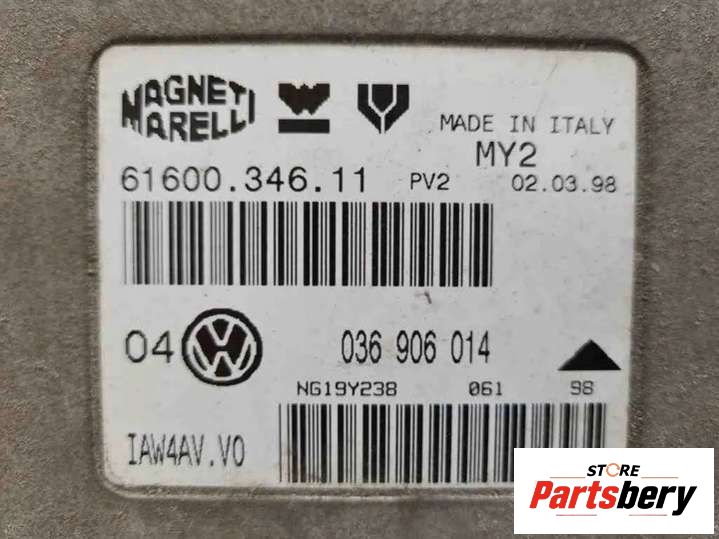 MAGNETI
MARELLI
MADE IN ITALY
MY2
61600.346.11 PV2 02.03.98
04 VW 036 906 014
NG19Y238 061 98
IAW4AV.V0
STORE
Partsbery